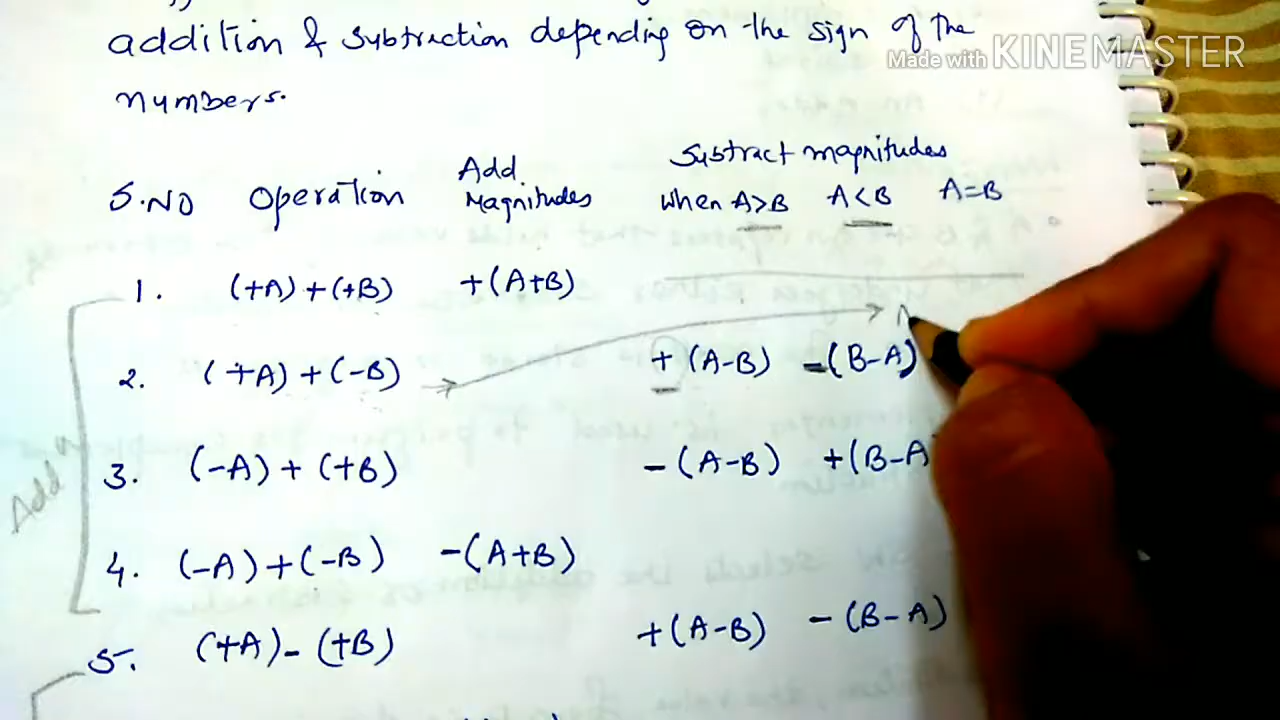 addition & subtraction depending on the sign of the
Made with KINEMASTER
numbers.
Subtract magnitudes
S.NO Operation Add Magnitudes When A>B A<B A=B
1. (+A)+(+B) +(A+B)
2. (+A)+(-B) +(A-B) -(B-A)
3. (-A)+(+B) -(A-B) +(B-A
4. (-A)+(-B) -(A+B)
5. (+A)-(+B) +(A-B) -(B-A)